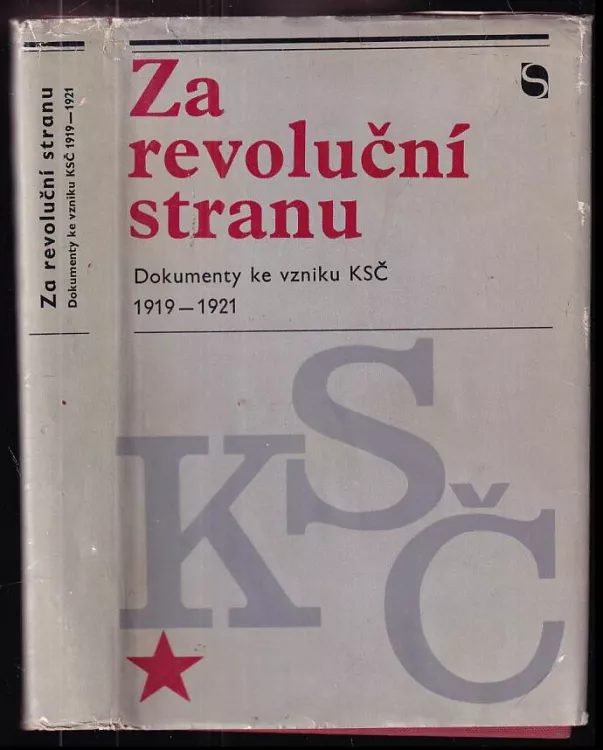 Za revoluční stranu
Dokumenty ke vzniku KSČ 1919—1921
Za
revoluční
stranu
S
Dokumenty ke vzniku KSČ
1919—1921
KSČ